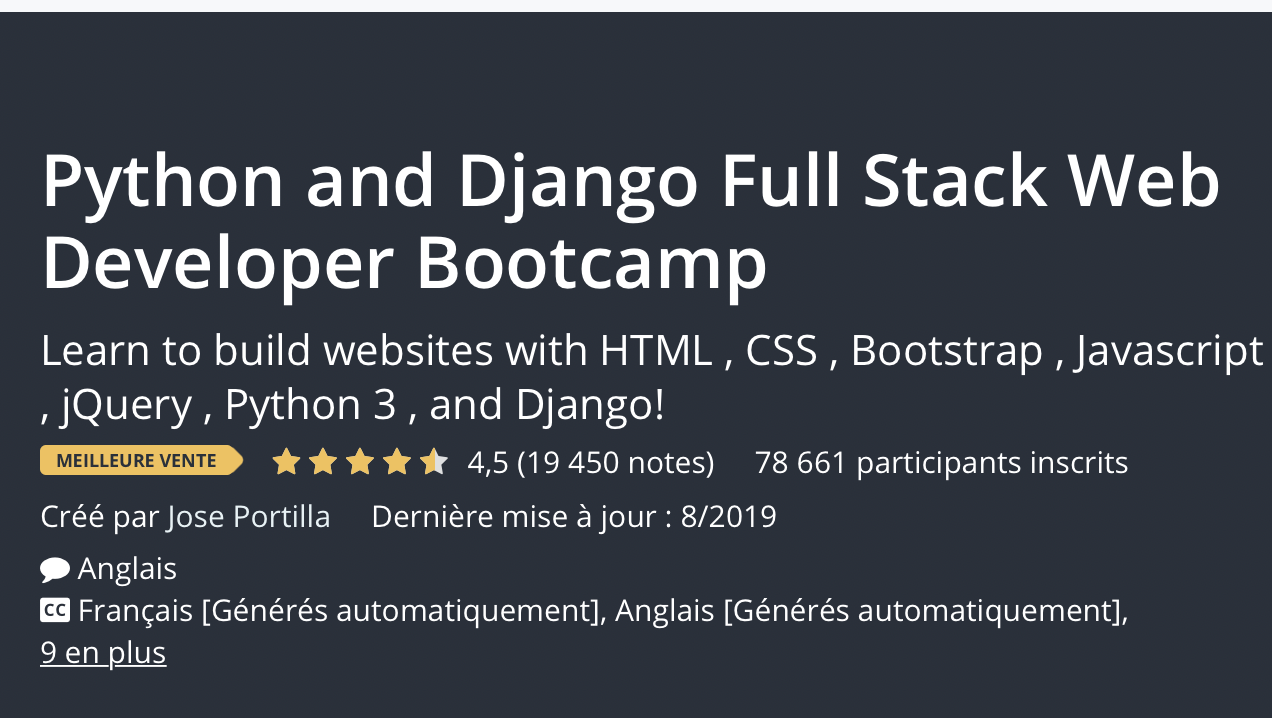 Python and Django Full Stack Web
Developer Bootcamp
Learn to build websites with HTML , CSS , Bootstrap , Javascript
, jQuery , Python 3 , and Django!
MEILLEURE VENTE 4,5 (19 450 notes) 78 661 participants inscrits
Créé par Jose Portilla Dernière mise à jour : 8/2019
Anglais
CC Français [Générés automatiquement], Anglais [Générés automatiquement],
9 en plus